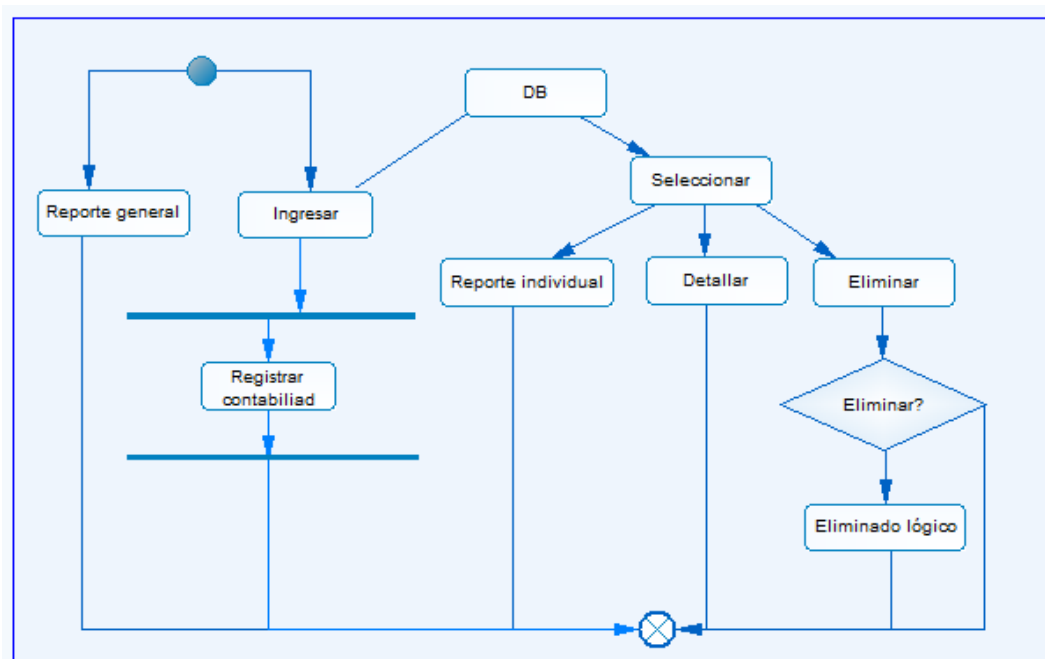 DB
Seleccionar
Reporte general
Ingresar
Reporte individual
Detallar
Eliminar
Registrar
contabiliad
Eliminar?
Eliminado lógico